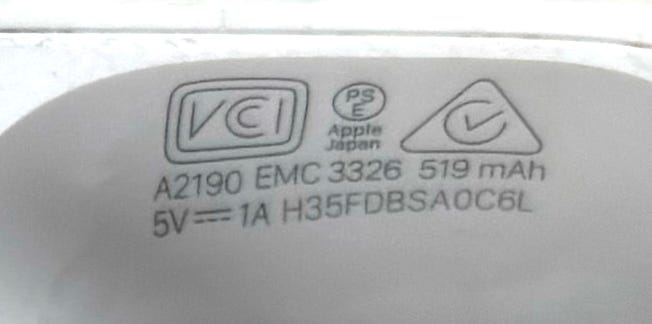 VCI
PS
E
Apple
Japan
A2190 EMC 3326 519 mAh
5V⎓1A H35FDBSA0C6L